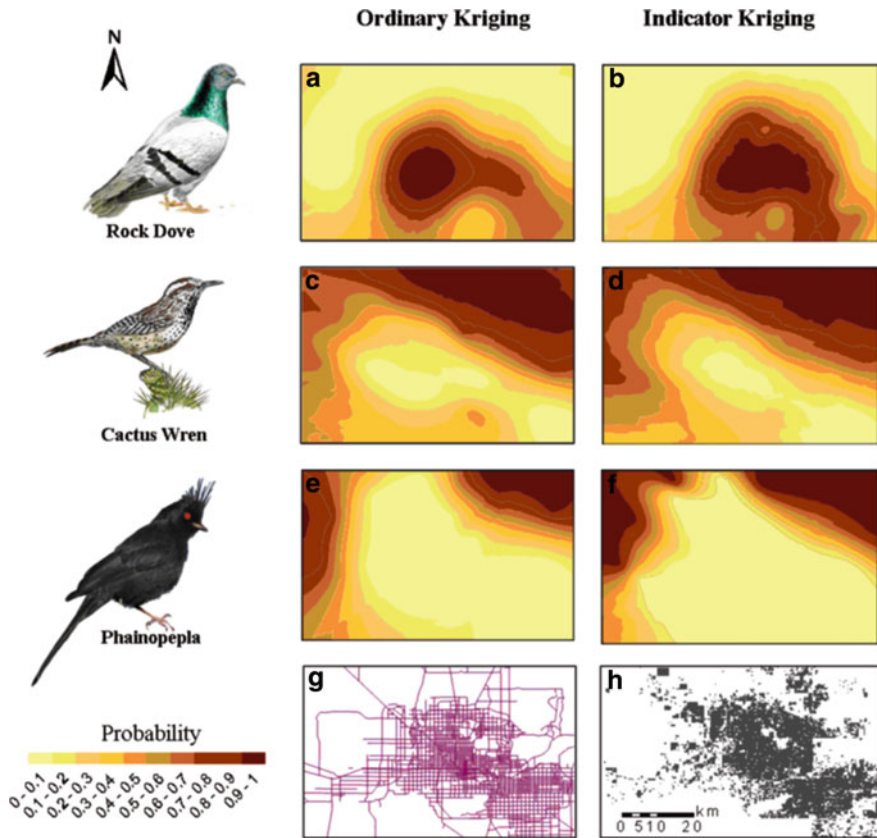 Ordinary Kriging
Indicator Kriging
N
a
b
Rock Dove
c
d
Cactus Wren
e
f
Phainopepla
g
h
Probability
0 - 0.1
0.1 - 0.2
0.2 - 0.3
0.3 - 0.4
0.4 - 0.5
0.5 - 0.6
0.6 - 0.7
0.7 - 0.8
0.8 - 0.9
0.9 - 1
km
0 510 20